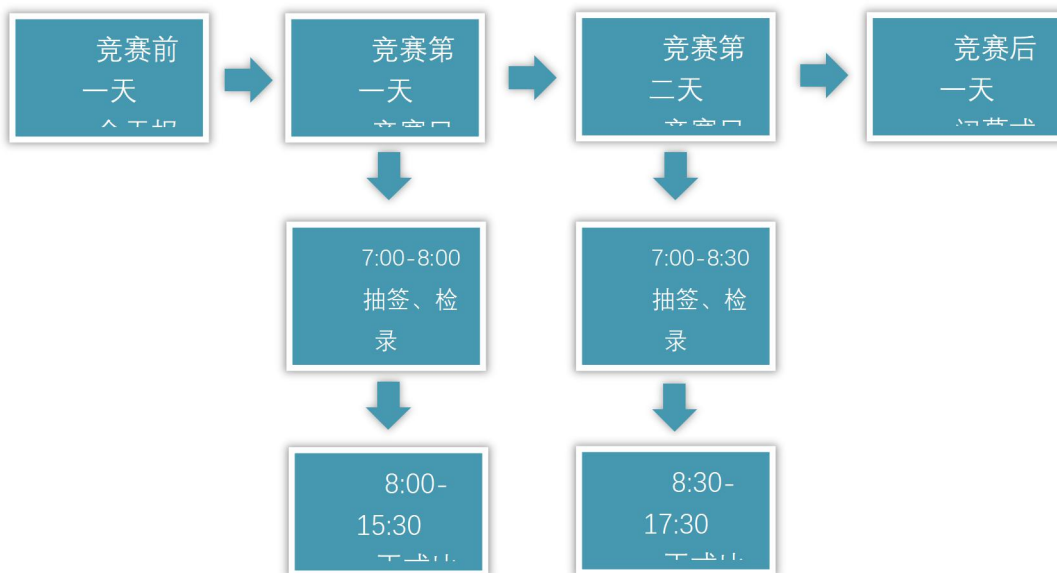 竞赛前
一天
竞赛第
一天
竞赛第
二天
竞赛后
一天
7:00-8:00
抽签、检
录
7:00-8:30
抽签、检
录
8:00-
15:30
8:30-
17:30